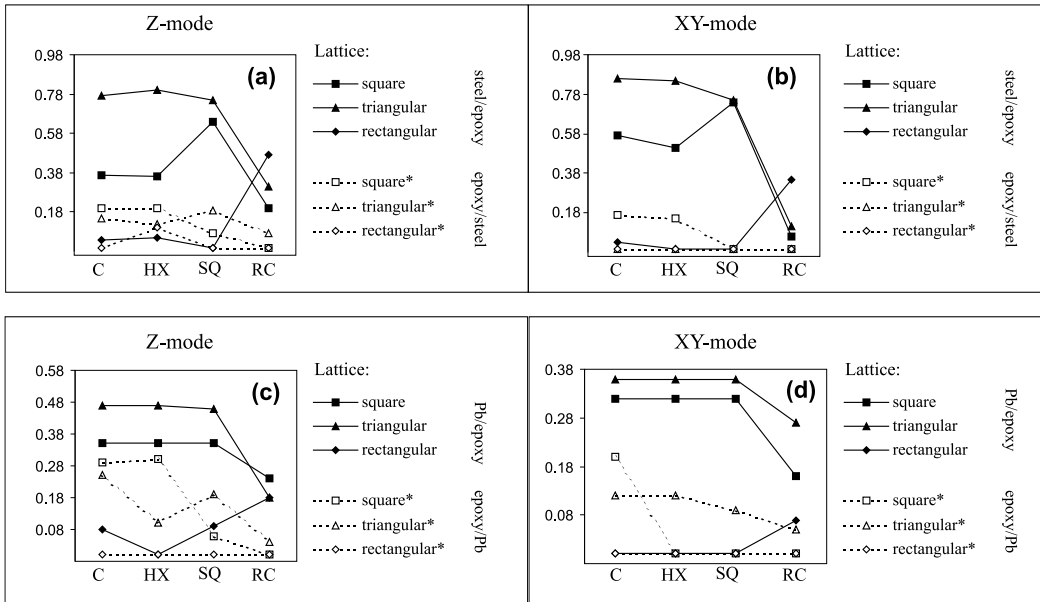 Z-mode
0.98
0.78
0.58
0.38
0.18
C HX SQ RC
(a)
Lattice:
square
triangular
rectangular
steel/epoxy
square*
triangular*
rectangular*
epoxy/steel
XY-mode
0.98
0.78
0.58
0.38
0.18
C HX SQ RC
(b)
Lattice:
square
triangular
rectangular
steel/epoxy
square*
triangular*
rectangular*
epoxy/steel
Z-mode
0.58
0.48
0.38
0.28
0.18
0.08
C HX SQ RC
(c)
Lattice:
square
triangular
rectangular
Pb/epoxy
square*
triangular*
rectangular*
epoxy/Pb
XY-mode
0.38
0.28
0.18
0.08
C HX SQ RC
(d)
Lattice:
square
triangular
rectangular
Pb/epoxy
square*
triangular*
rectangular*
epoxy/Pb